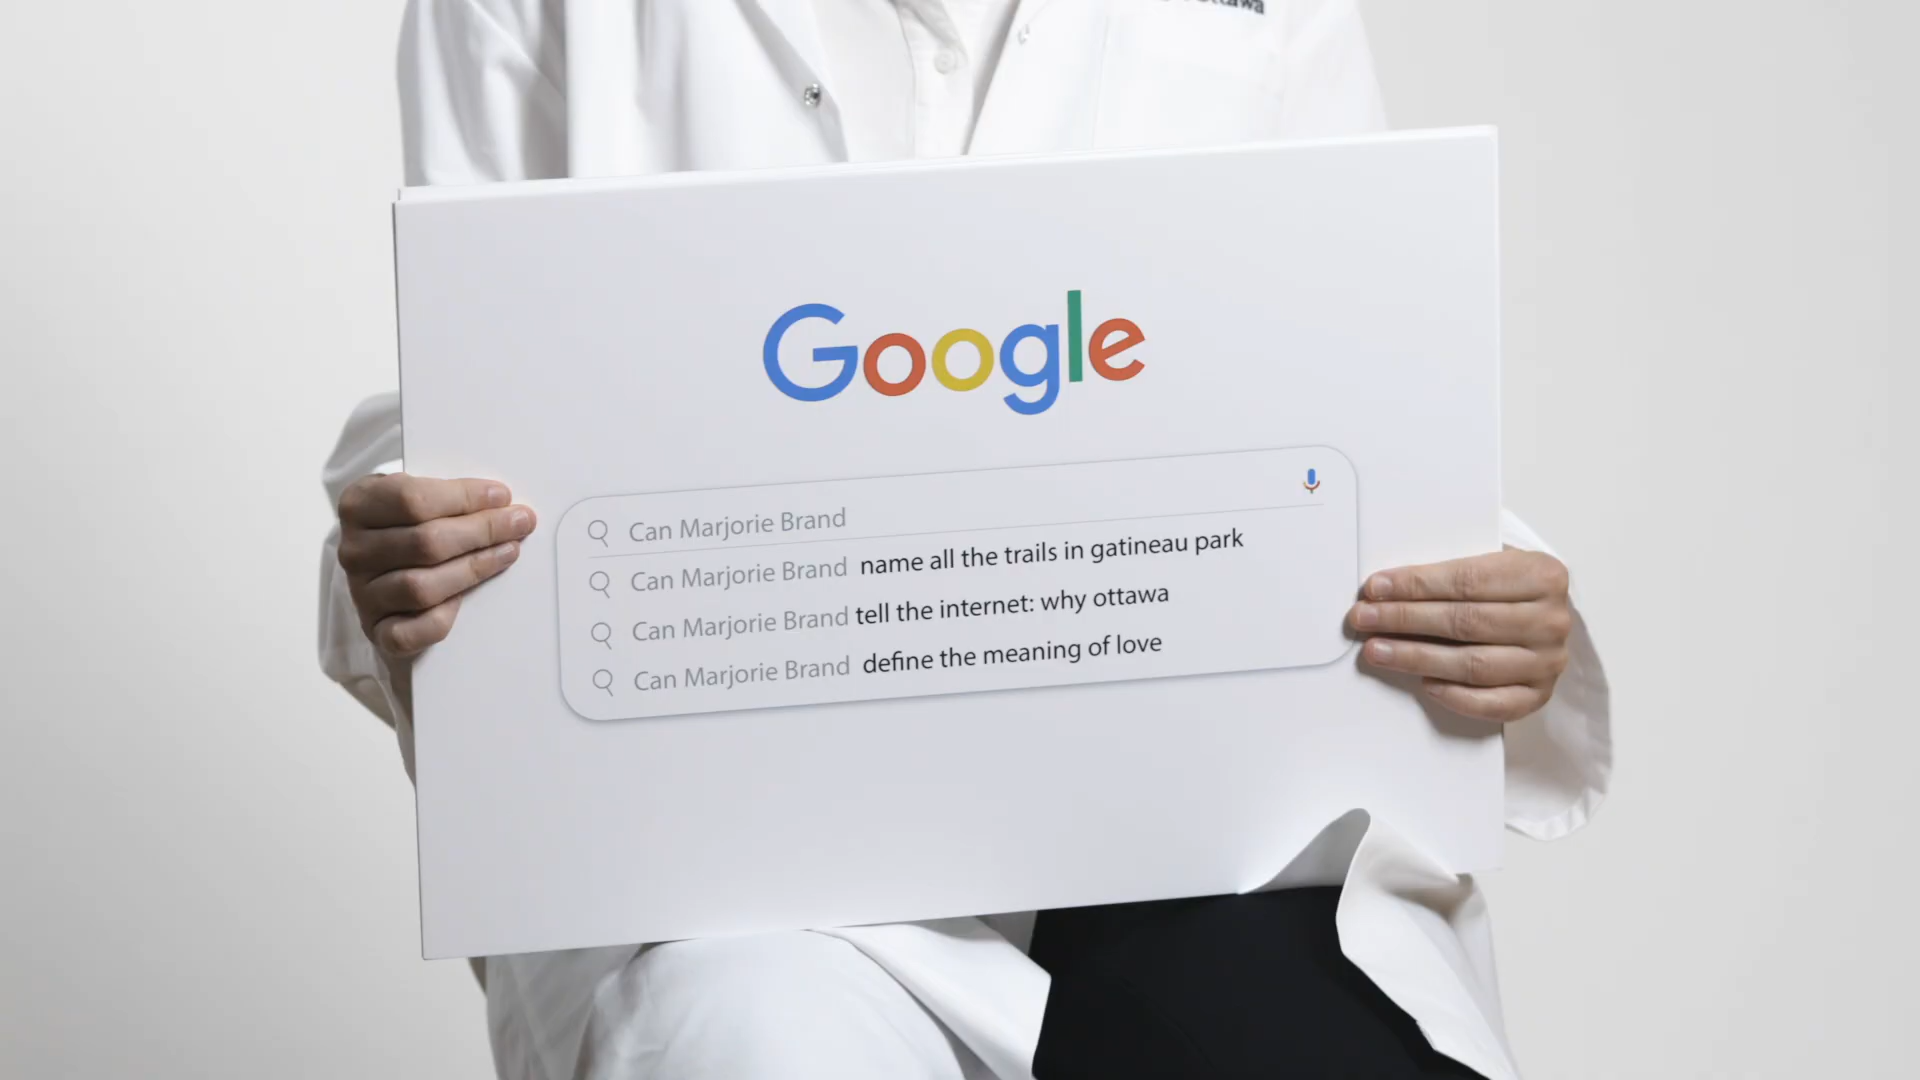 Ottawa
Google
Can Marjorie Brand
Can Marjorie Brand name all the trails in gatineau park
Can Marjorie Brand tell the internet: why ottawa
Can Marjorie Brand define the meaning of love